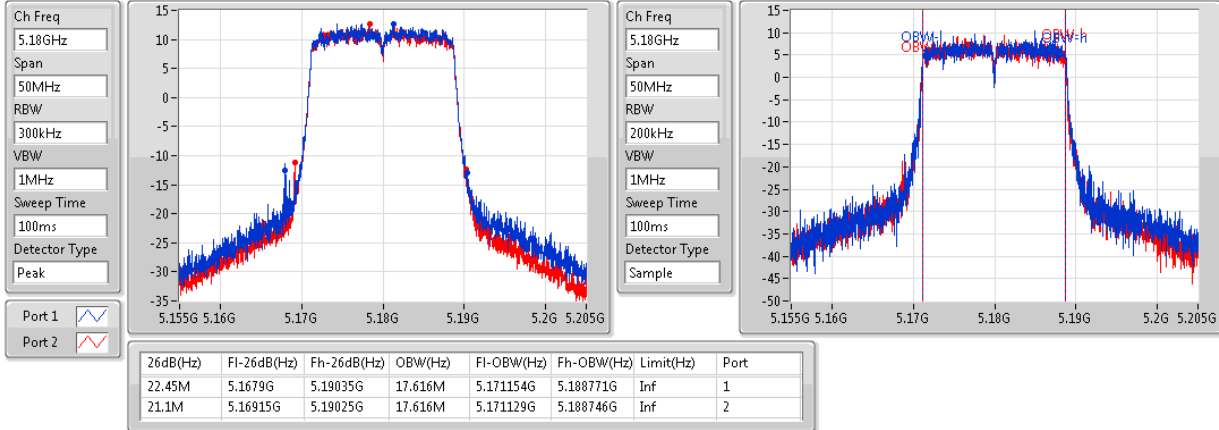 Ch Freq
5.18GHz
Span
50MHz
RBW
300kHz
VBW
1MHz
Sweep Time
100ms
Detector Type
Peak
Port 1
Port 2
15
10
5
0
-5
-10
-15
-20
-25
-30
-35
5.155G 5.16G 5.17G 5.18G 5.19G 5.2G 5.205G
Ch Freq
5.18GHz
Span
50MHz
RBW
200kHz
VBW
1MHz
Sweep Time
100ms
Detector Type
Sample
15
10
5
0
-5
-10
-15
-20
-25
-30
-35
-40
-45
-50
OBW-l OBW-h
5.155G 5.16G 5.17G 5.18G 5.19G 5.2G 5.205G
26dB(Hz) Fl-26dB(Hz) Fh-26dB(Hz) OBW(Hz) Fl-OBW(Hz) Fh-OBW(Hz) Limit(Hz) Port
22.45M 5.1679G 5.19035G 17.616M 5.171154G 5.188771G Inf 1
21.1M 5.16915G 5.19025G 17.616M 5.171129G 5.188746G Inf 2